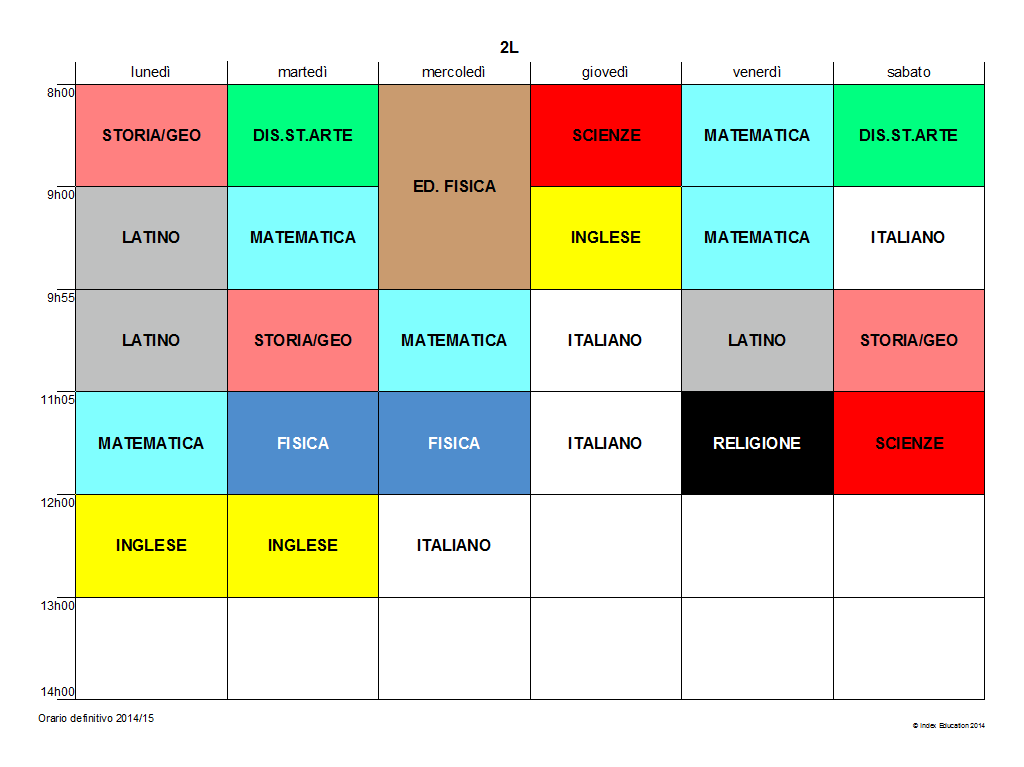 2L
lunedì martedì mercoledì giovedì venerdì sabato
8h00
STORIA/GEO DIS.ST.ARTE ED. FISICA SCIENZE MATEMATICA DIS.ST.ARTE
9h00
LATINO MATEMATICA INGLESE MATEMATICA ITALIANO
9h55
LATINO STORIA/GEO MATEMATICA ITALIANO LATINO STORIA/GEO
11h05
MATEMATICA FISICA FISICA ITALIANO RELIGIONE SCIENZE
12h00
INGLESE INGLESE ITALIANO
13h00
14h00
Orario definitivo 2014/15
© Index Education 2014